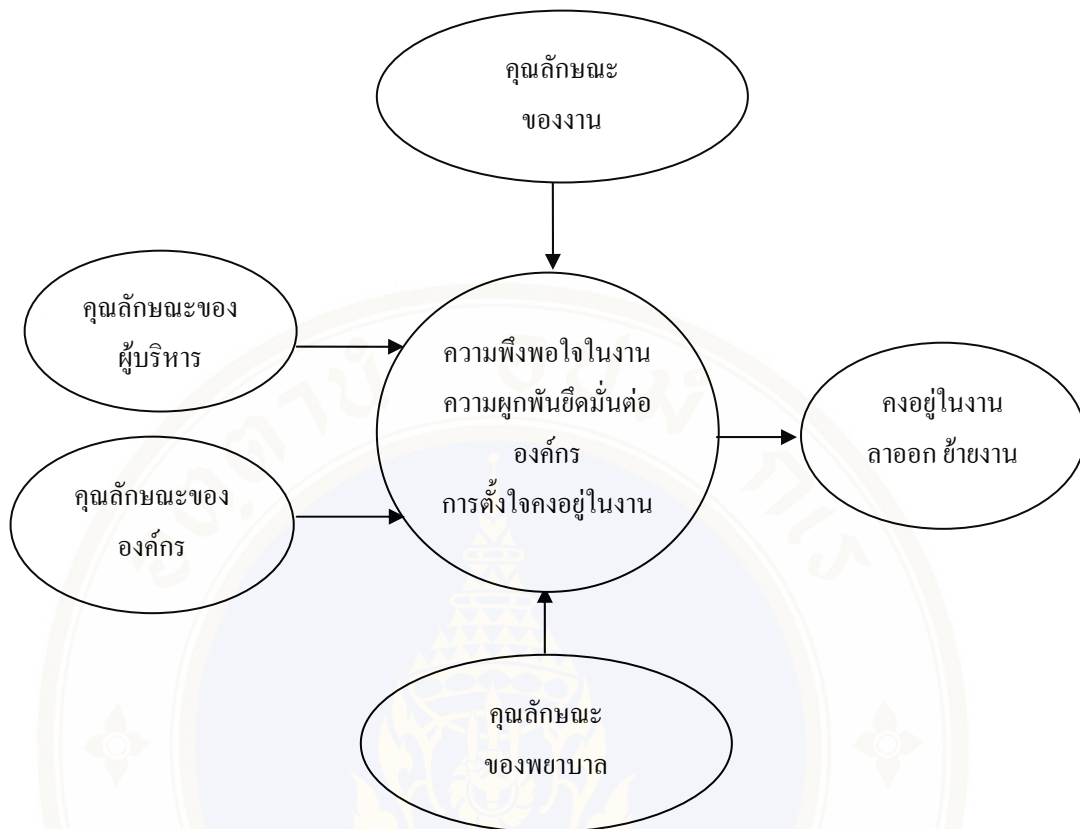 คุณลักษณะ
ของงาน
คุณลักษณะของ
ผู้บริหาร
ความพึงพอใจในงาน
ความผูกพันยึดมั่นต่อ
องค์กร
การตั้งใจคงอยู่ในงาน
คงอยู่ในงาน
ลาออก ย้ายงาน
คุณลักษณะของ
องค์กร
คุณลักษณะ
ของพยาบาล